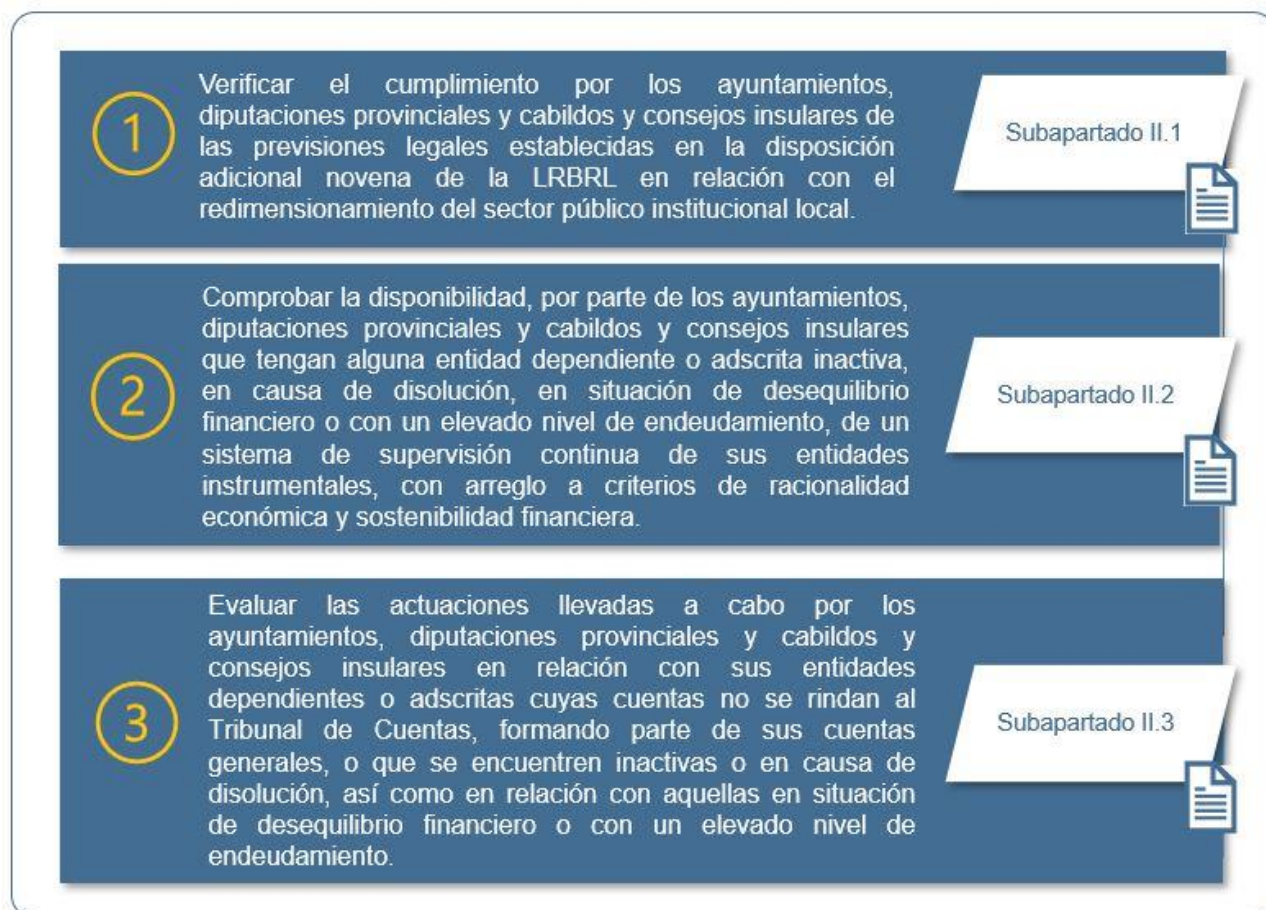 1
Verificar el cumplimiento por los ayuntamientos,
diputaciones provinciales y cabildos y consejos insulares de
las previsiones legales establecidas en la disposición
adicional novena de la LRBRL en relación con el
redimensionamiento del sector público institucional local.
Subapartado II.1
2
Comprobar la disponibilidad, por parte de los ayuntamientos,
diputaciones provinciales y cabildos y consejos insulares
que tengan alguna entidad dependiente o adscrita inactiva,
en causa de disolución, en situación de desequilibrio
financiero o con un elevado nivel de endeudamiento, de un
sistema de supervisión continua de sus entidades
instrumentales, con arreglo a criterios de racionalidad
económica y sostenibilidad financiera.
Subapartado II.2
3
Evaluar las actuaciones llevadas a cabo por los
ayuntamientos, diputaciones provinciales y cabildos y
consejos insulares en relación con sus entidades
dependientes o adscritas cuyas cuentas no se rindan al
Tribunal de Cuentas, formando parte de sus cuentas
generales, o que se encuentren inactivas o en causa de
disolución, así como en relación con aquellas en situación
de desequilibrio financiero o con un elevado nivel de
endeudamiento.
Subapartado II.3